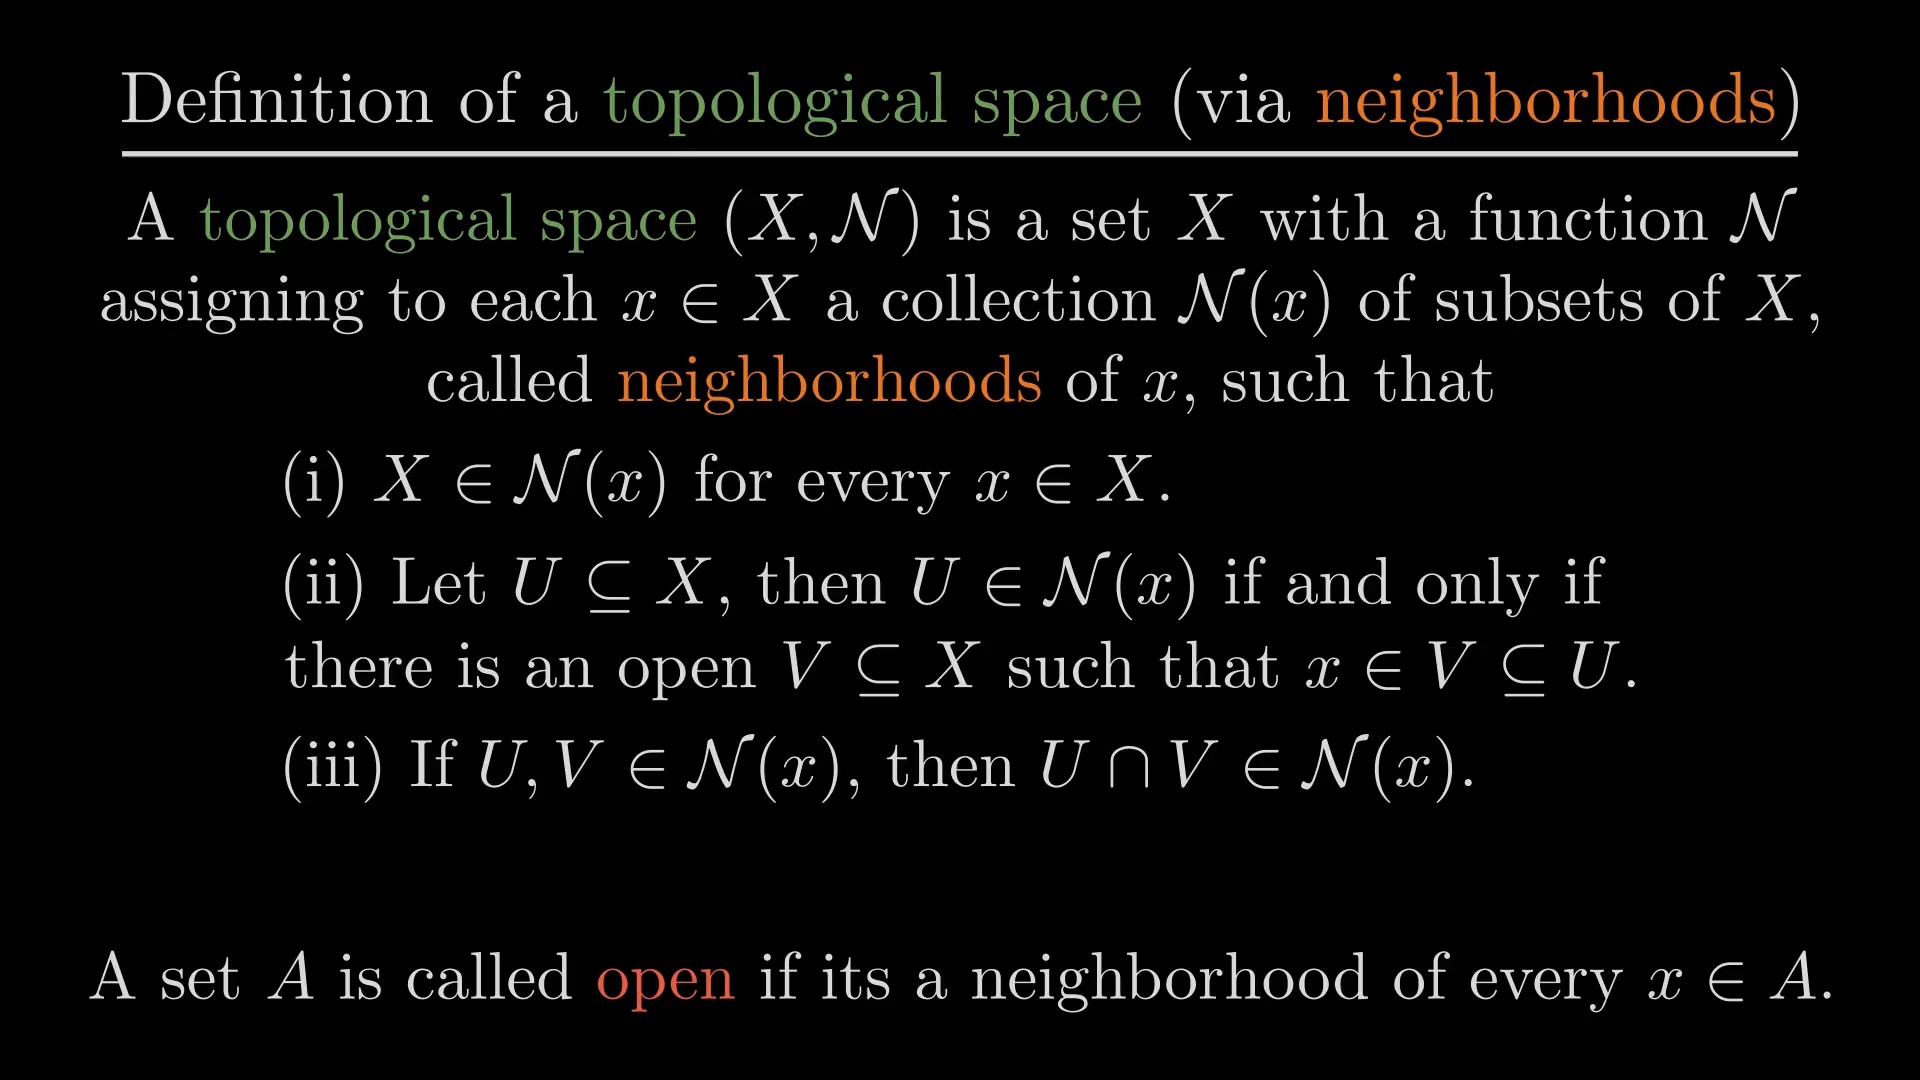 Definition of a topological space (via neighborhoods)
A topological space (X, 𝒩) is a set X with a function 𝒩
assigning to each x ∈ X a collection 𝒩(x) of subsets of X,
called neighborhoods of x, such that
(i) X ∈ 𝒩(x) for every x ∈ X.
(ii) Let U ⊆ X, then U ∈ 𝒩(x) if and only if
there is an open V ⊆ X such that x ∈ V ⊆ U.
(iii) If U, V ∈ 𝒩(x), then U ∩ V ∈ 𝒩(x).
A set A is called open if its a neighborhood of every x ∈ A.